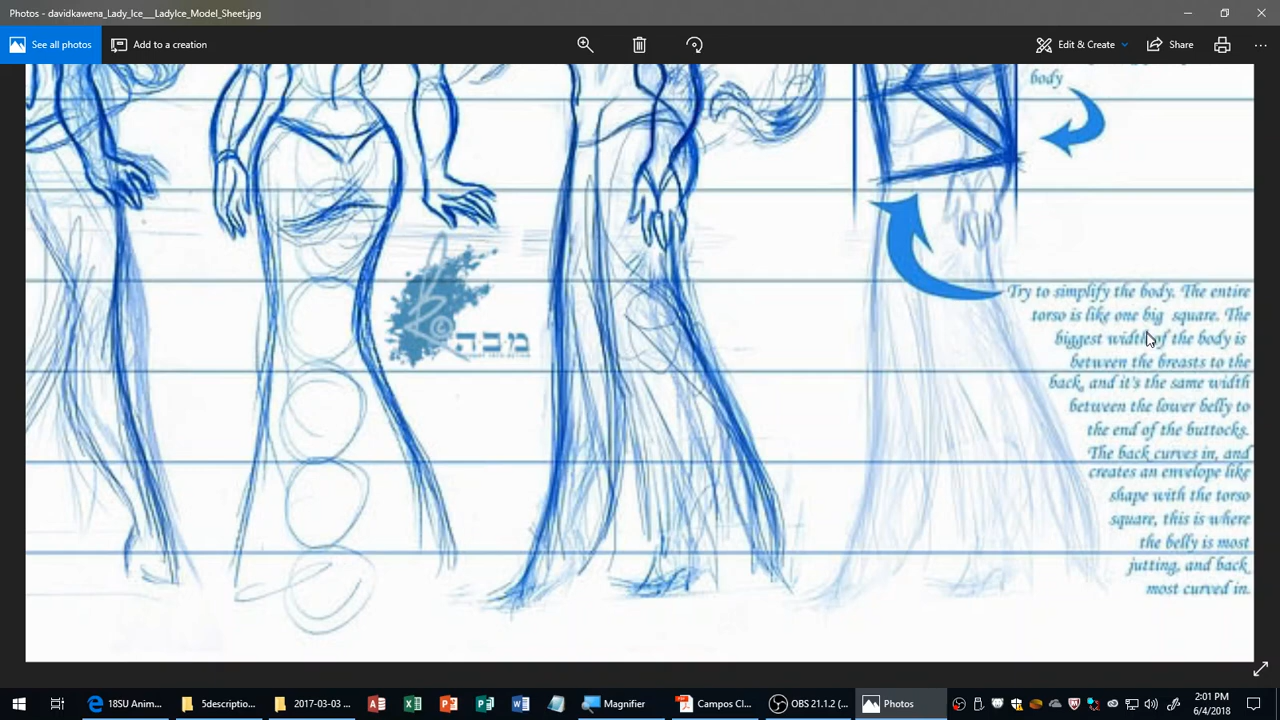 Photos - davidkawena_Lady_Ice___LadyIce_Model_Sheet.jpg
See all photos
Add to a creation
Edit & Create
Share
body
Try to simplify the body. The entire
torso is like one big square. The
biggest width of the body is
between the breasts to the
back, and it's the same width
between the lower belly to
the end of the buttocks.
The back curves in, and
creates an envelope like
shape with the torso
square, this is where
the belly is most
jutting, and back
most curved in.
©
מכה
18SU Anim...
5descriptio...
2017-03-03 ...
Magnifier
Campos Cl...
OBS 21.1.2 (...
Photos
2:01 PM
6/4/2018